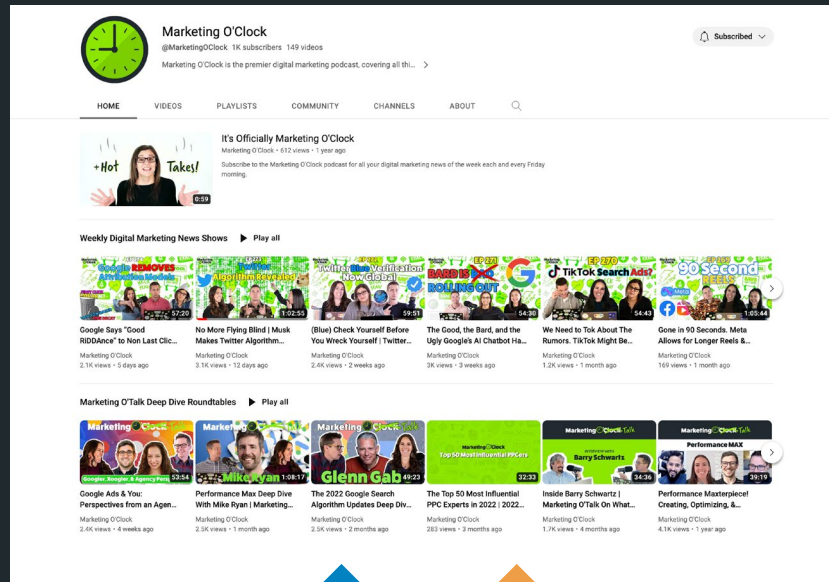 Marketing O'Clock
@MarketingOClock 1K subscribers 149 videos
Marketing O'Clock is the premier digital marketing podcast, covering all thi...
Subscribed
HOME VIDEOS PLAYLISTS COMMUNITY CHANNELS ABOUT
+Hot Takes!
0:59
It's Officially Marketing O'Clock
Marketing O'Clock • 612 views • 1 year ago
Subscribe to the Marketing O'Clock podcast for all your digital marketing news of the week each and every Friday
morning.
Weekly Digital Marketing News Shows Play all
Google REMOVES
Attribution Models
57:20
Twitter
Algorithm Revealed
1:02:55
Twitter Blue Verification
Now Global
59:51
EP 271
BARD IS
ROLLING OUT
54:30
EP 270
TikTok Search Ads?
54:43
90 Second
REELS
Meta
1:05:44
Google Says "Good
RiDDAnce" to Non Last Clic...
Marketing O'Clock
2.1K views • 5 days ago
No More Flying Blind | Musk
Makes Twitter Algorithm...
Marketing O'Clock
3.1K views • 12 days ago
(Blue) Check Yourself Before
You Wreck Yourself | Twitter...
Marketing O'Clock
2.4K views • 2 weeks ago
The Good, the Bard, and the
Ugly Google's AI Chatbot Ha...
Marketing O'Clock
3K views • 3 weeks ago
We Need to Tok About The
Rumors. TikTok Might Be...
Marketing O'Clock
1.2K views • 1 month ago
Gone in 90 Seconds. Meta
Allows for Longer Reels &...
Marketing O'Clock
169 views • 1 month ago
Marketing O'Talk Deep Dive Roundtables Play all
Marketing O'Clock Talk
Googler, Xoogler, & Agency Pers
53:54
Marketing O'Clock
Mike Ryan
1:08:17
Marketing O'Clock Talk
Glenn Gab
49:23
Marketing O'Clock
Top 50 Most Influential PPCers
32:33
Marketing O'Clock Talk
INTERVIEW WITH
Barry Schwartz
34:36
Marketing O'Clock Talk
Performance MAX
39:19
Google Ads & You:
Perspectives from an Agen...
Marketing O'Clock
2.4K views • 4 weeks ago
Performance Max Deep Dive
With Mike Ryan | Marketing...
Marketing O'Clock
2.5K views • 1 month ago
The 2022 Google Search
Algorithm Updates Deep Div...
Marketing O'Clock
2.5K views • 2 months ago
The Top 50 Most Influential
PPC Experts in 2022 | 2022...
Marketing O'Clock
283 views • 3 months ago
Inside Barry Schwartz |
Marketing O'Talk On What...
Marketing O'Clock
1.7K views • 4 months ago
Performance Maxterpiece!
Creating, Optimizing, &...
Marketing O'Clock
4.1K views • 1 year ago